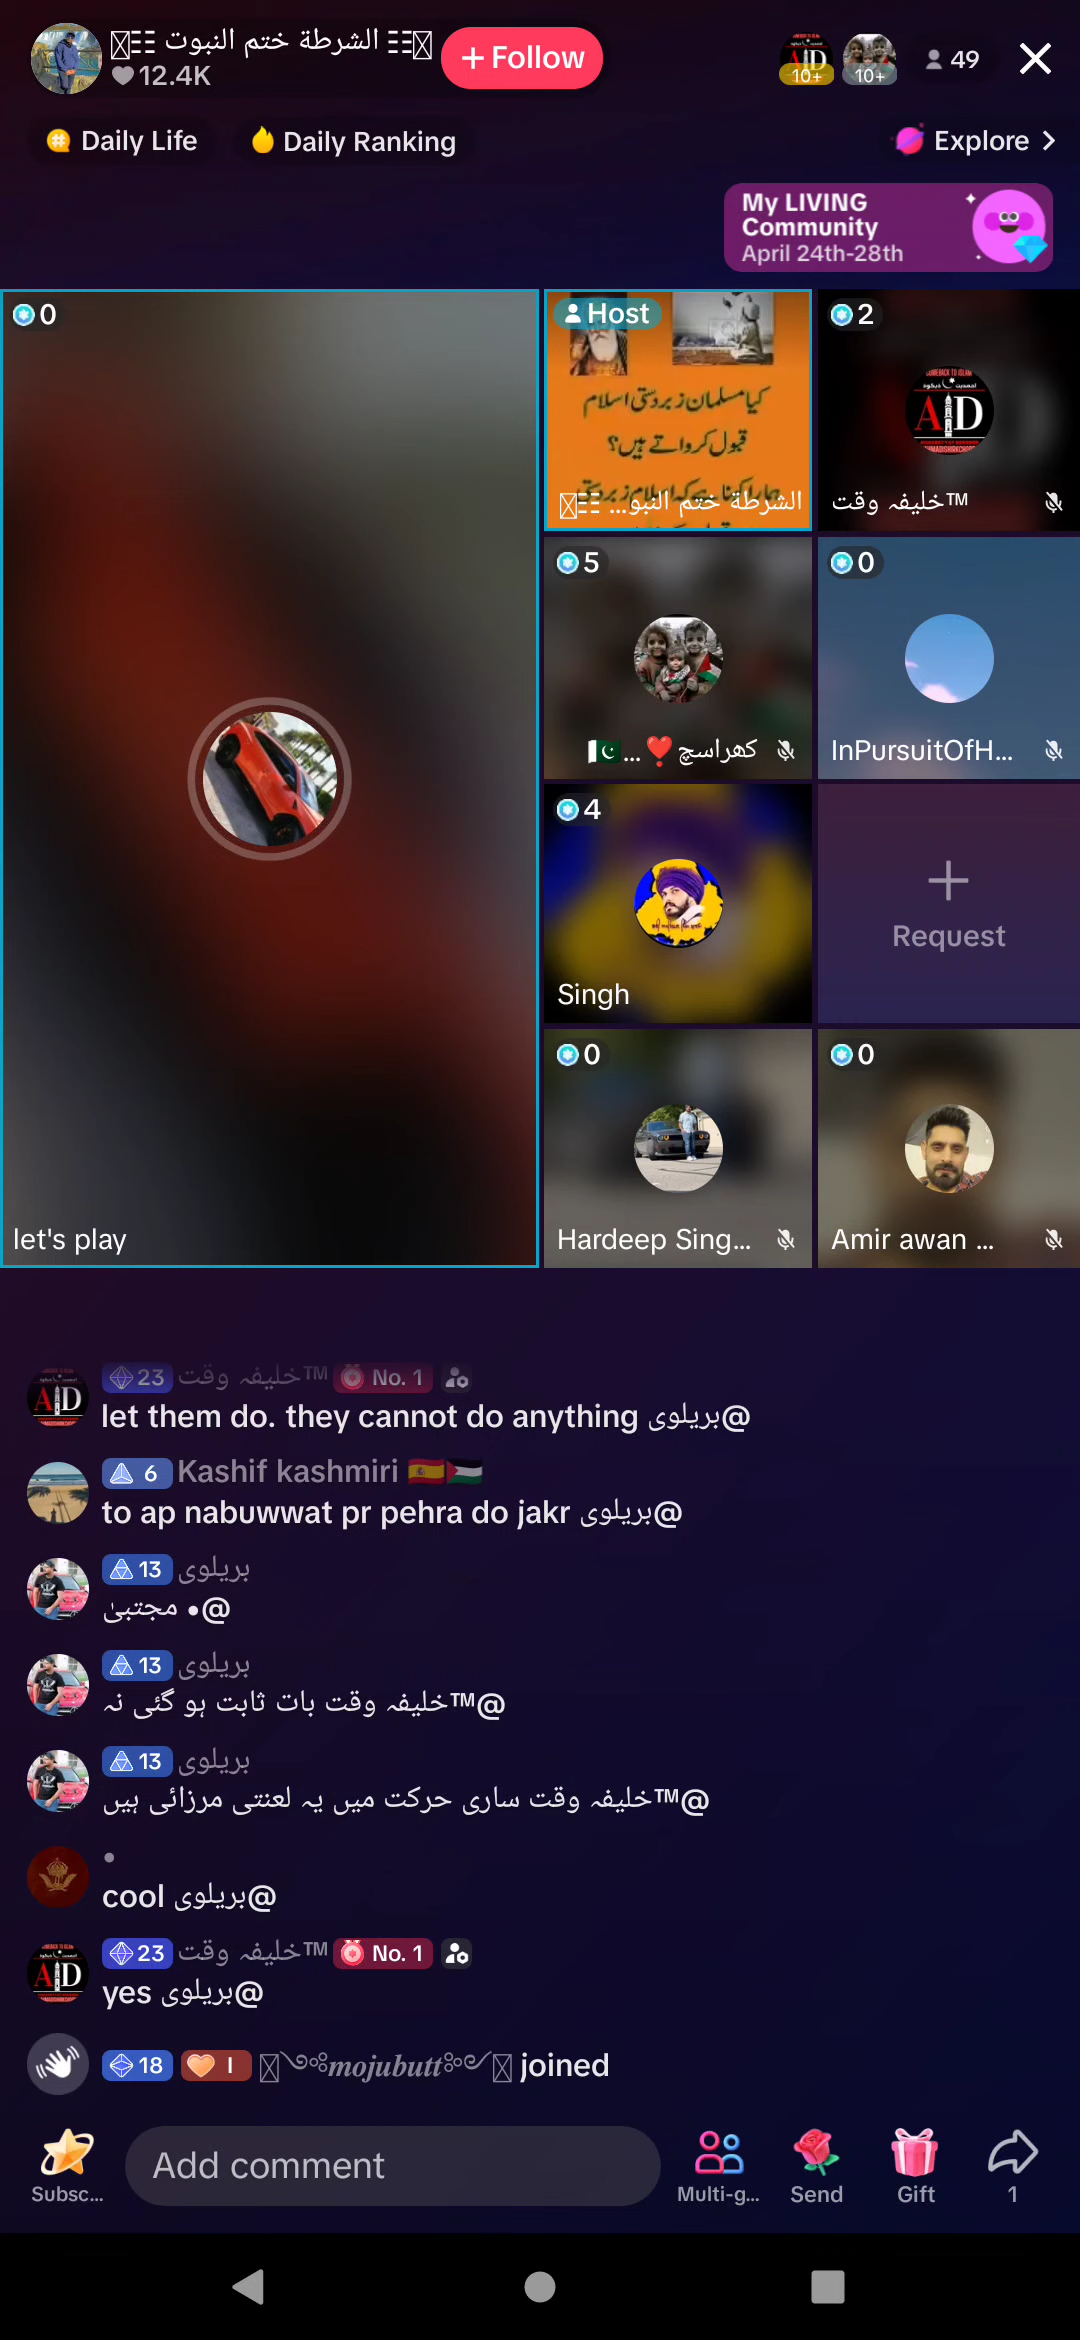 الشرطة ختم النبوت
12.4K
+ Follow
10+
10+
49
Daily Life
Daily Ranking
Explore
My LIVING
Community
April 24th-28th
0
let's play
Host
کیا مسلمان زبردستی اسلام
قبول کرواتے ہیں؟
الشرطة ختم النبو...
2
COMEBACK TO ISLAM
AID
خلیفہ وقت™
5
کھراسچ❤️...
0
InPursuitOfH...
4
Singh
Request
0
Hardeep Sing...
0
Amir awan ...
23 خلیفہ وقت™ No. 1
let them do. they cannot do anything @بریلوی
6 Kashif kashmiri
to ap nabuwwat pr pehra do jakr @بریلوی
13 بریلوی
@• مجتبیٰ
13 بریلوی
@خلیفہ وقت™ بات ثابت ہو گئی نہ
13 بریلوی
@خلیفہ وقت™ ساری حرکت میں یہ لعنتی مرزائی ہیں
•
cool @بریلوی
23 خلیفہ وقت™ No. 1
yes @بریلوی
18 I mojubutt joined
Subsc...
Add comment
Multi-g...
Send
Gift
1